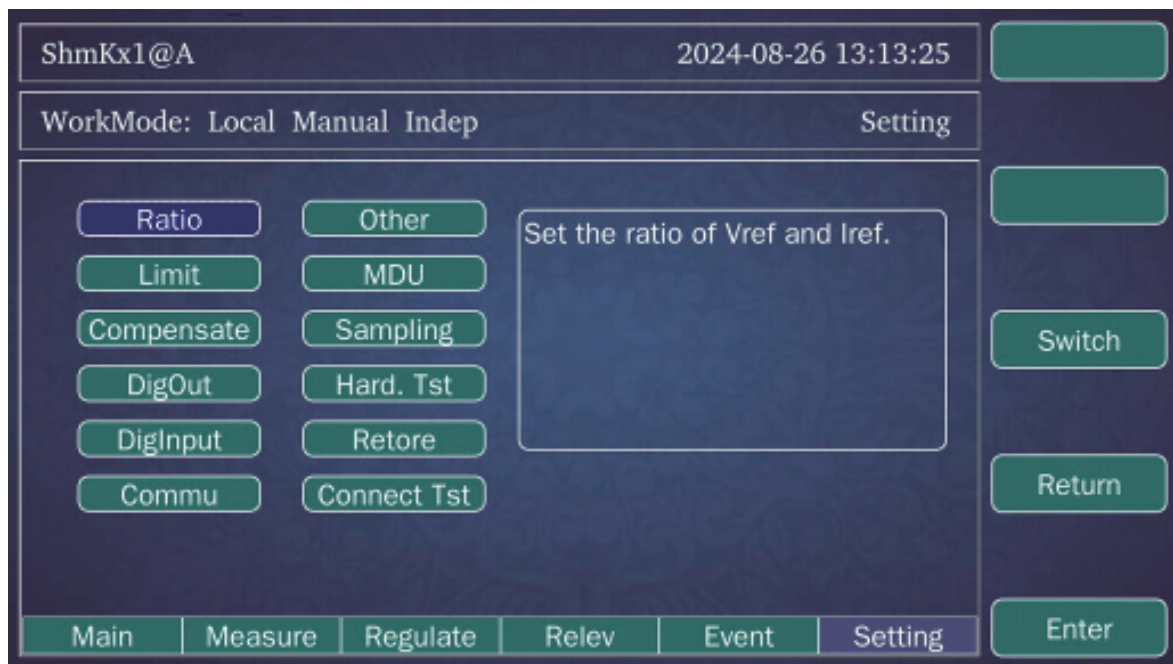 ShmKx1@A 2024-08-26 13:13:25
WorkMode: Local Manual Indep Setting
Ratio Other
Set the ratio of Vref and Iref.
Limit MDU
Compensate Sampling
Switch
DigOut Hard. Tst
DigInput Retore
Commu Connect Tst
Return
Main Measure Regulate Relev Event Setting
Enter